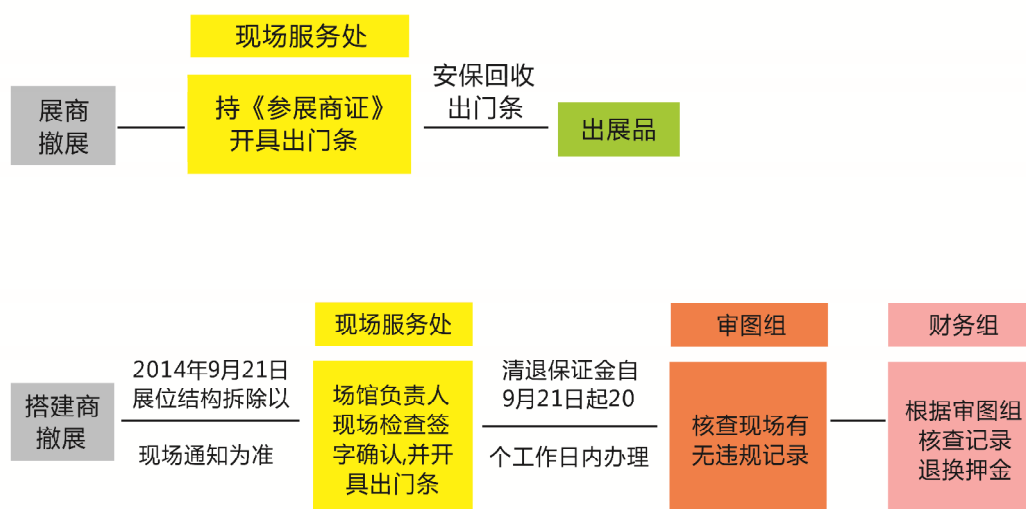 现场服务处
展商
撤展
持《参展商证》
开具出门条
安保回收
出门条
出展品
搭建商
撤展
2014年9月21日
展位结构拆除以
现场通知为准
现场服务处
场馆负责人
现场检查签
字确认,并开
具出门条
清退保证金自
9月21日起20
个工作日内办理
审图组
核查现场有
无违规记录
财务组
根据审图组
核查记录
退换押金